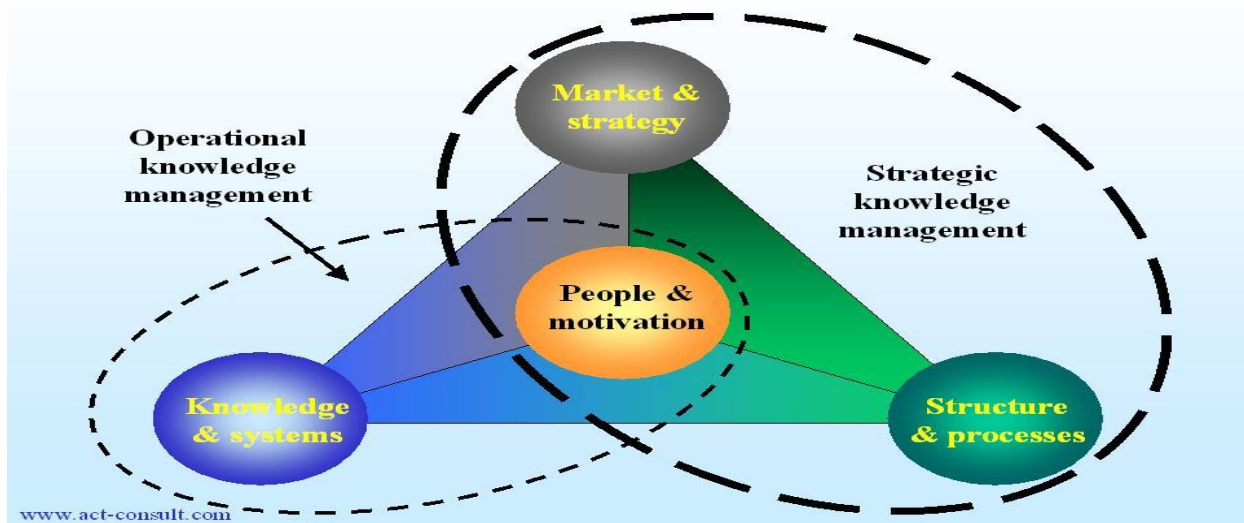 Market &
strategy
Operational
knowledge
management
Strategic
knowledge
management
People &
motivation
Knowledge
& systems
Structure
& processes
www.act-consult.com